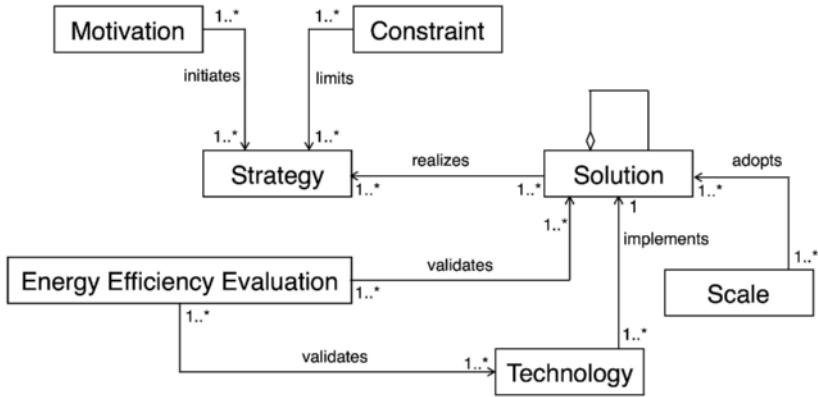 1..*
1..*
Motivation
Constraint
initiates
limits
1..*
1..*
realizes
adopts
Strategy
Solution
1..*
1..*
1..*
1
1..*
implements
validates
Energy Efficiency Evaluation
1..*
1..*
Scale
1..*
1..*
validates
1..*
Technology